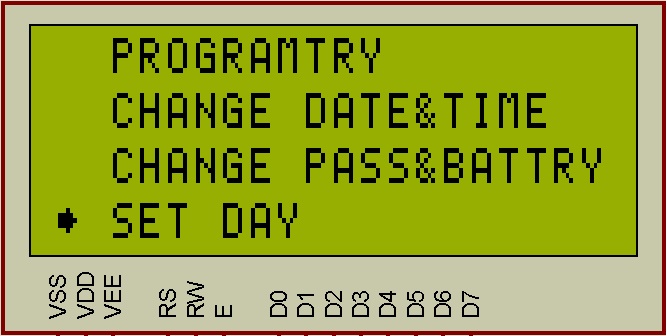 PROGRAMTRY
CHANGE DATE&TIME
CHANGE PASS&BATTRY
SET DAY
VSS VDD VEE RS RW E D0 D1 D2 D3 D4 D5 D6 D7